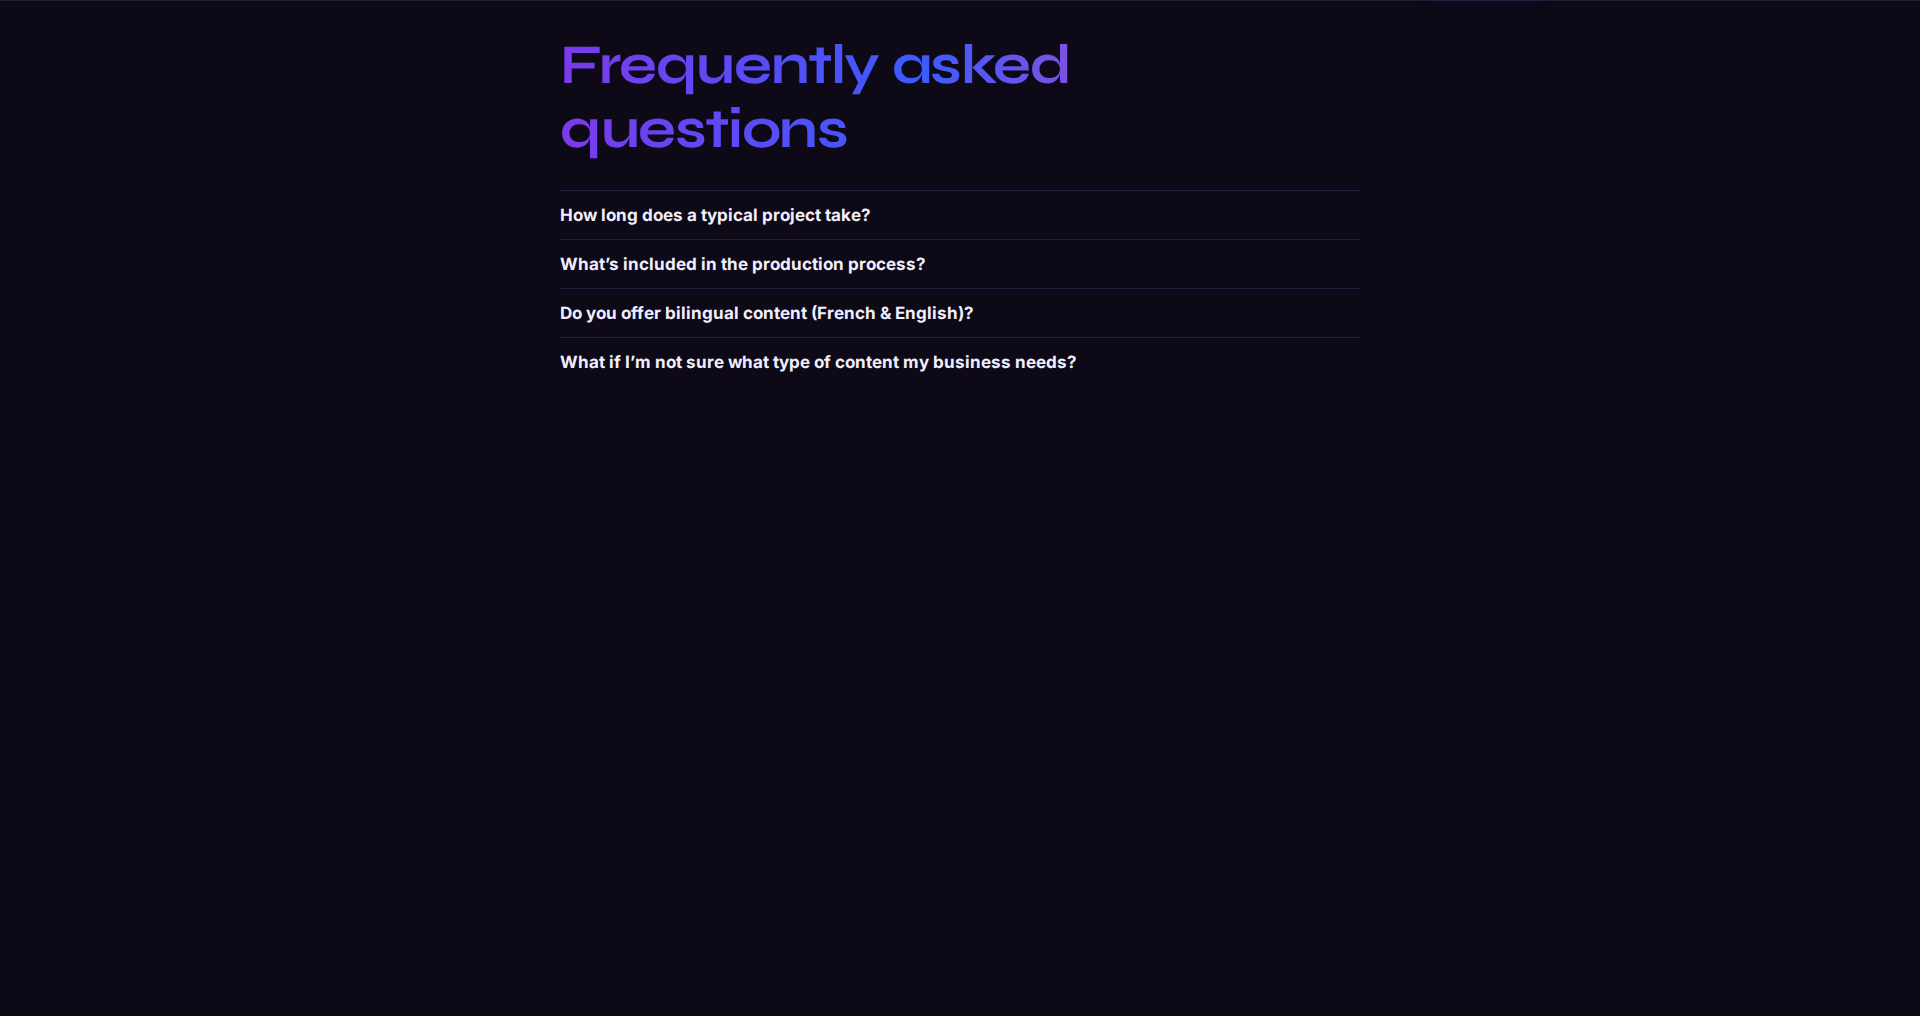 Frequently asked
questions
How long does a typical project take?
What’s included in the production process?
Do you offer bilingual content (French & English)?
What if I’m not sure what type of content my business needs?